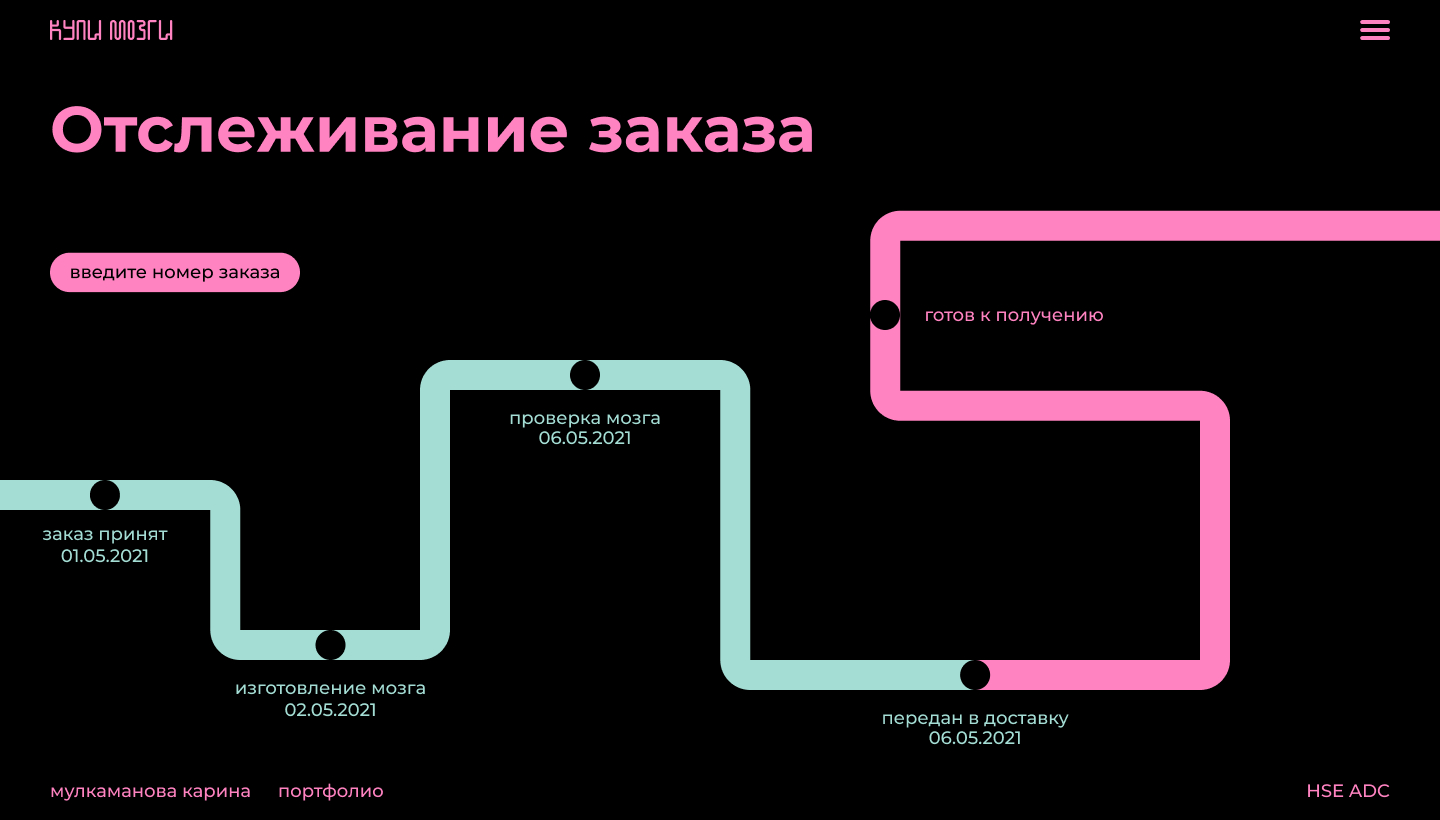 КУПИ МОЗГИ
Отслеживание заказа
введите номер заказа
готов к получению
проверка мозга
06.05.2021
заказ принят
01.05.2021
изготовление мозга
02.05.2021
передан в доставку
06.05.2021
мулкаманова карина
портфолио
HSE ADC